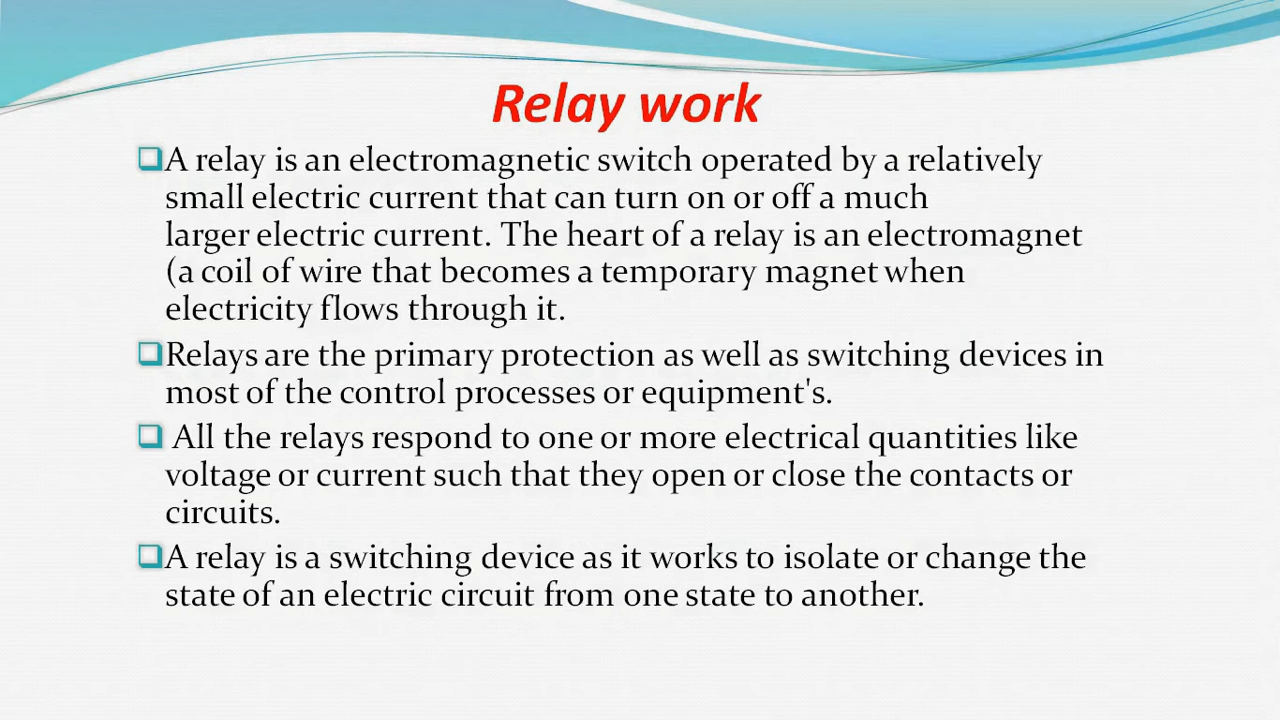 Relay work
A relay is an electromagnetic switch operated by a relatively
small electric current that can turn on or off a much
larger electric current. The heart of a relay is an electromagnet
(a coil of wire that becomes a temporary magnet when
electricity flows through it.
Relays are the primary protection as well as switching devices in
most of the control processes or equipment's.
All the relays respond to one or more electrical quantities like
voltage or current such that they open or close the contacts or
circuits.
A relay is a switching device as it works to isolate or change the
state of an electric circuit from one state to another.